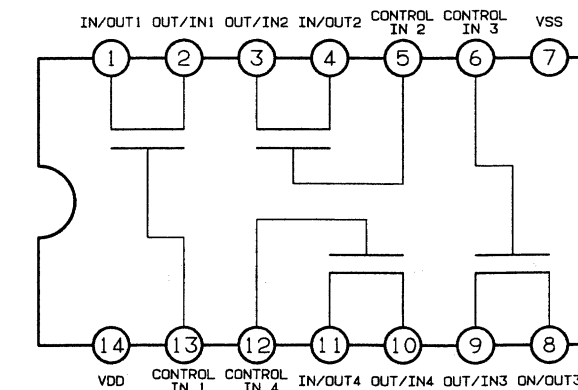 IN/OUT1 OUT/IN1 OUT/IN2 IN/OUT2 CONTROL IN 2 CONTROL IN 3 VSS
1 2 3 4 5 6 7
14 13 12 11 10 9 8
VDD CONTROL IN 1 CONTROL IN 4 IN/OUT4 OUT/IN4 OUT/IN3 ON/OUT3